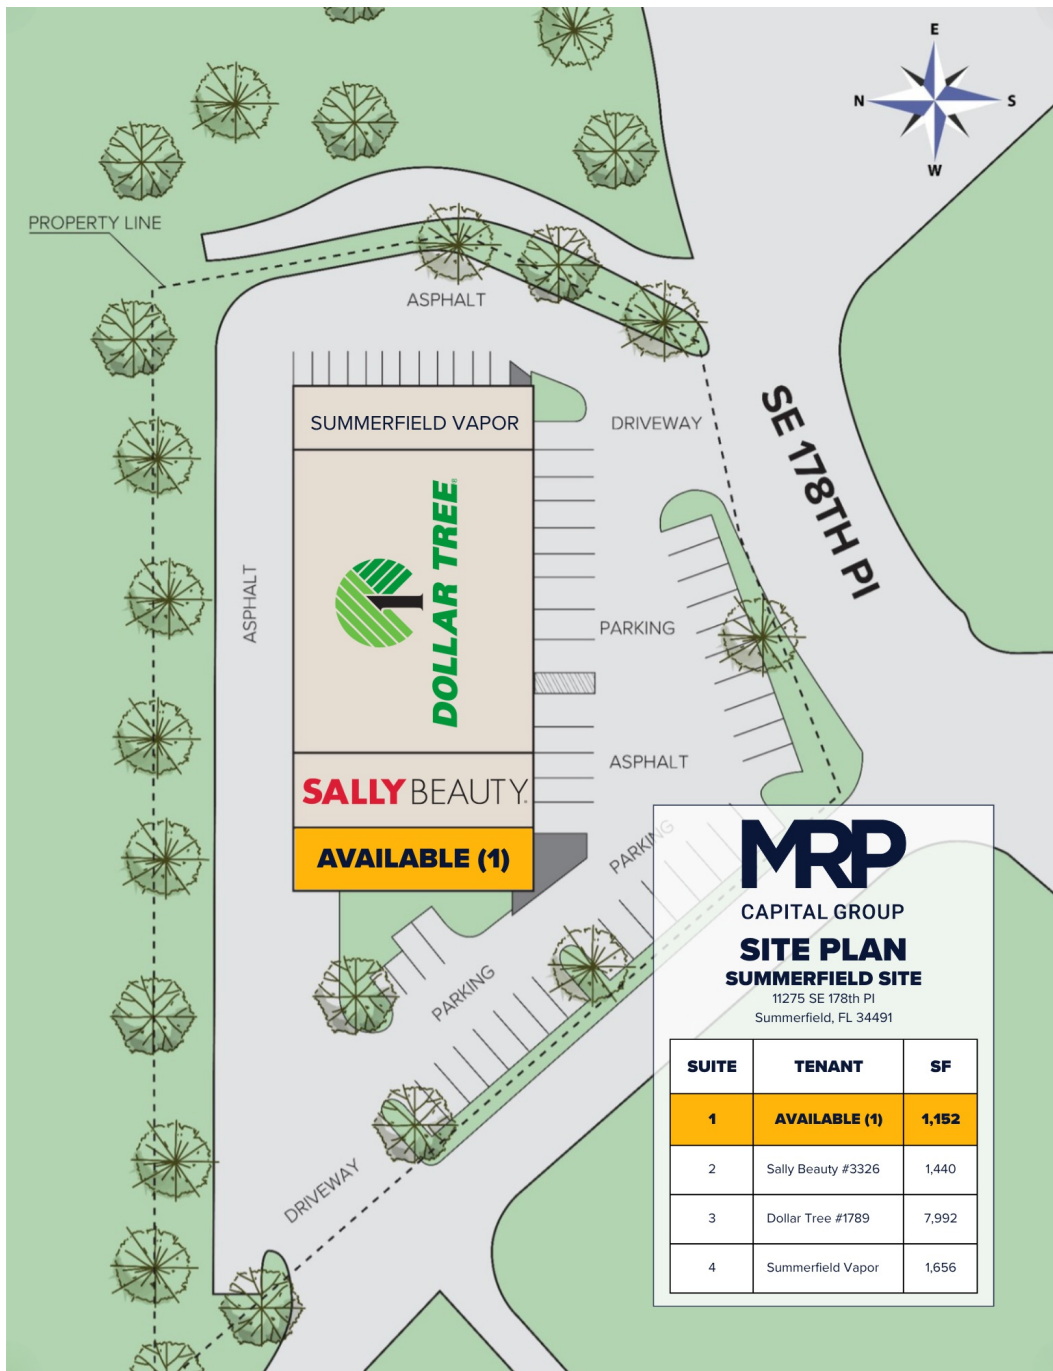 E
N
S
W
PROPERTY LINE
ASPHALT
SUMMERFIELD VAPOR
DRIVEWAY
SE 178TH Pl
DOLLAR TREE
ASPHALT
PARKING
ASPHALT
SALLY BEAUTY
AVAILABLE (1)
PARKING
PARKING
DRIVEWAY
MRP
CAPITAL GROUP
SITE PLAN
SUMMERFIELD SITE
11275 SE 178th Pl
Summerfield, FL 34491
SUITE TENANT SF
1 AVAILABLE (1) 1,152
2 Sally Beauty #3326 1,440
3 Dollar Tree #1789 7,992
4 Summerfield Vapor 1,656